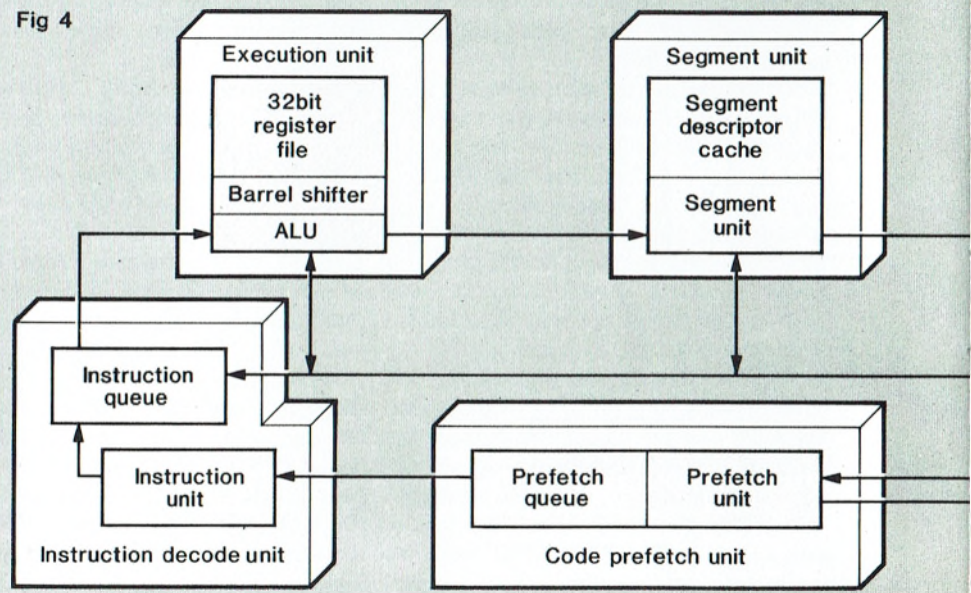 Fig 4
Execution unit
32bit
register
file
Barrel shifter
ALU
Segment unit
Segment
descriptor
cache
Segment
unit
Instruction
queue
Instruction
unit
Instruction decode unit
Prefetch
queue
Prefetch
unit
Code prefetch unit